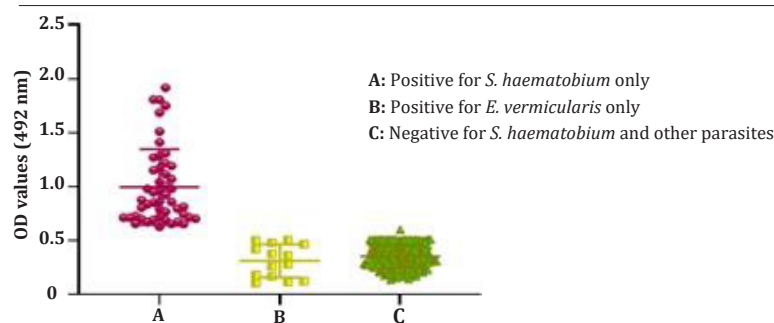 2.5
2.0
1.5
1.0
0.5
0
OD values (492 nm)
A: Positive for S. haematobium only
B: Positive for E. vermicularis only
C: Negative for S. haematobium and other parasites
A B C